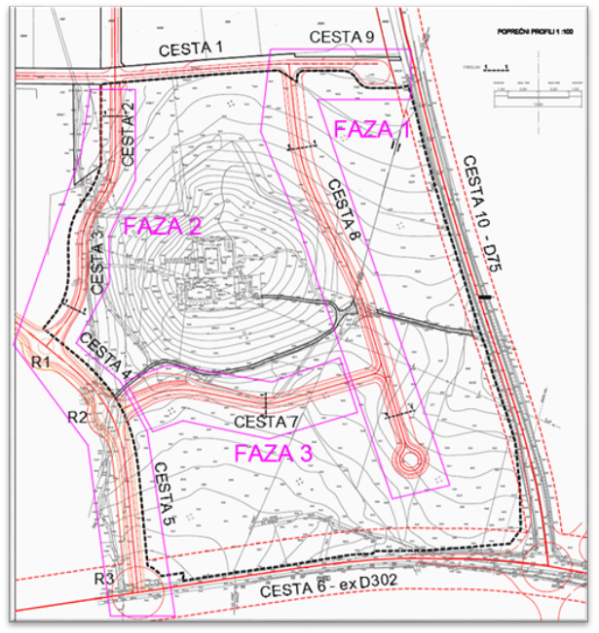 POPREČNI PROFILI 1:100
CESTA 9
CESTA 1
FAZA 1
CESTA 2
CESTA 8
CESTA 10 - D75
FAZA 2
CESTA 3
R1
CESTA 4
R2
CESTA 7
FAZA 3
CESTA 5
R3
CESTA 6 - exD302